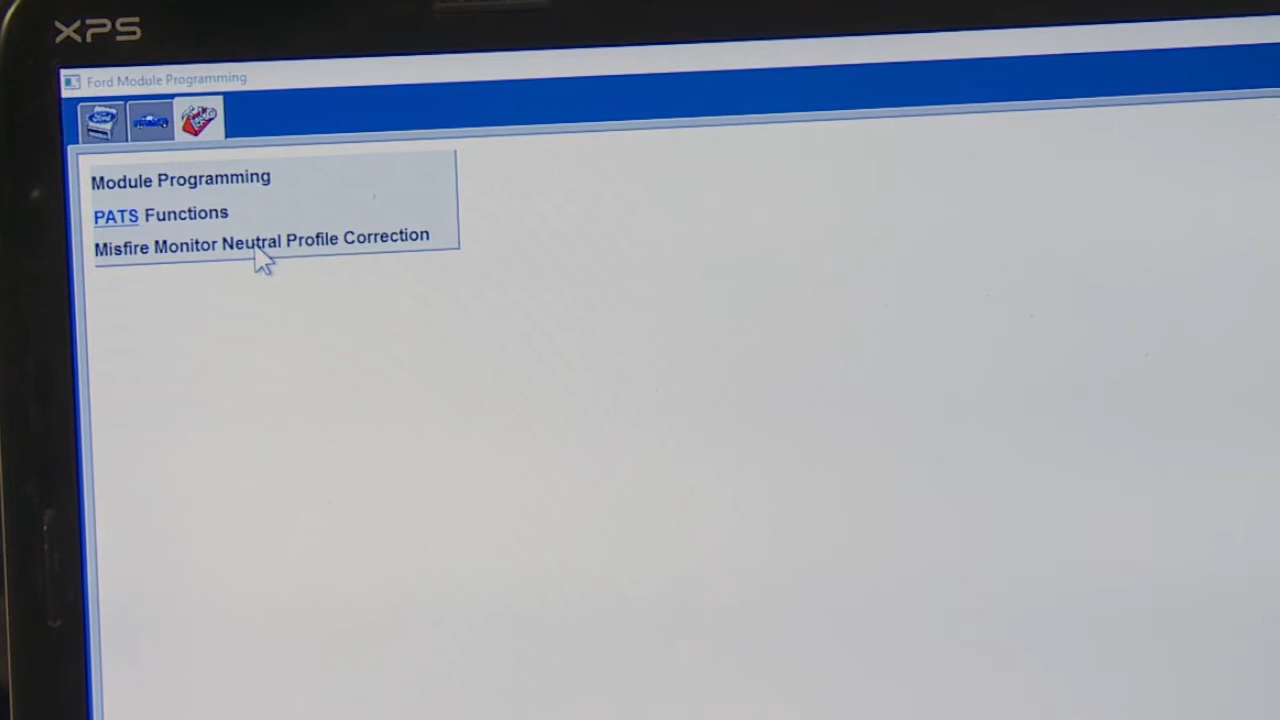 XPS
Ford Module Programming
Module Programming
PATS Functions
Misfire Monitor Neutral Profile Correction